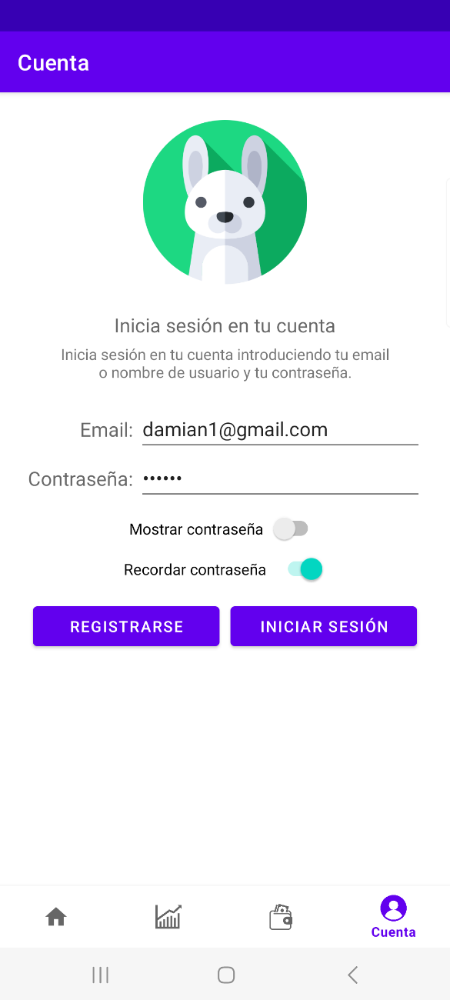 Cuenta
Inicia sesión en tu cuenta
Inicia sesión en tu cuenta introduciendo tu email
o nombre de usuario y tu contraseña.
Email: damian1@gmail.com
Contraseña: ••••••
Mostrar contraseña
Recordar contraseña
REGISTRARSE INICIAR SESIÓN
Cuenta